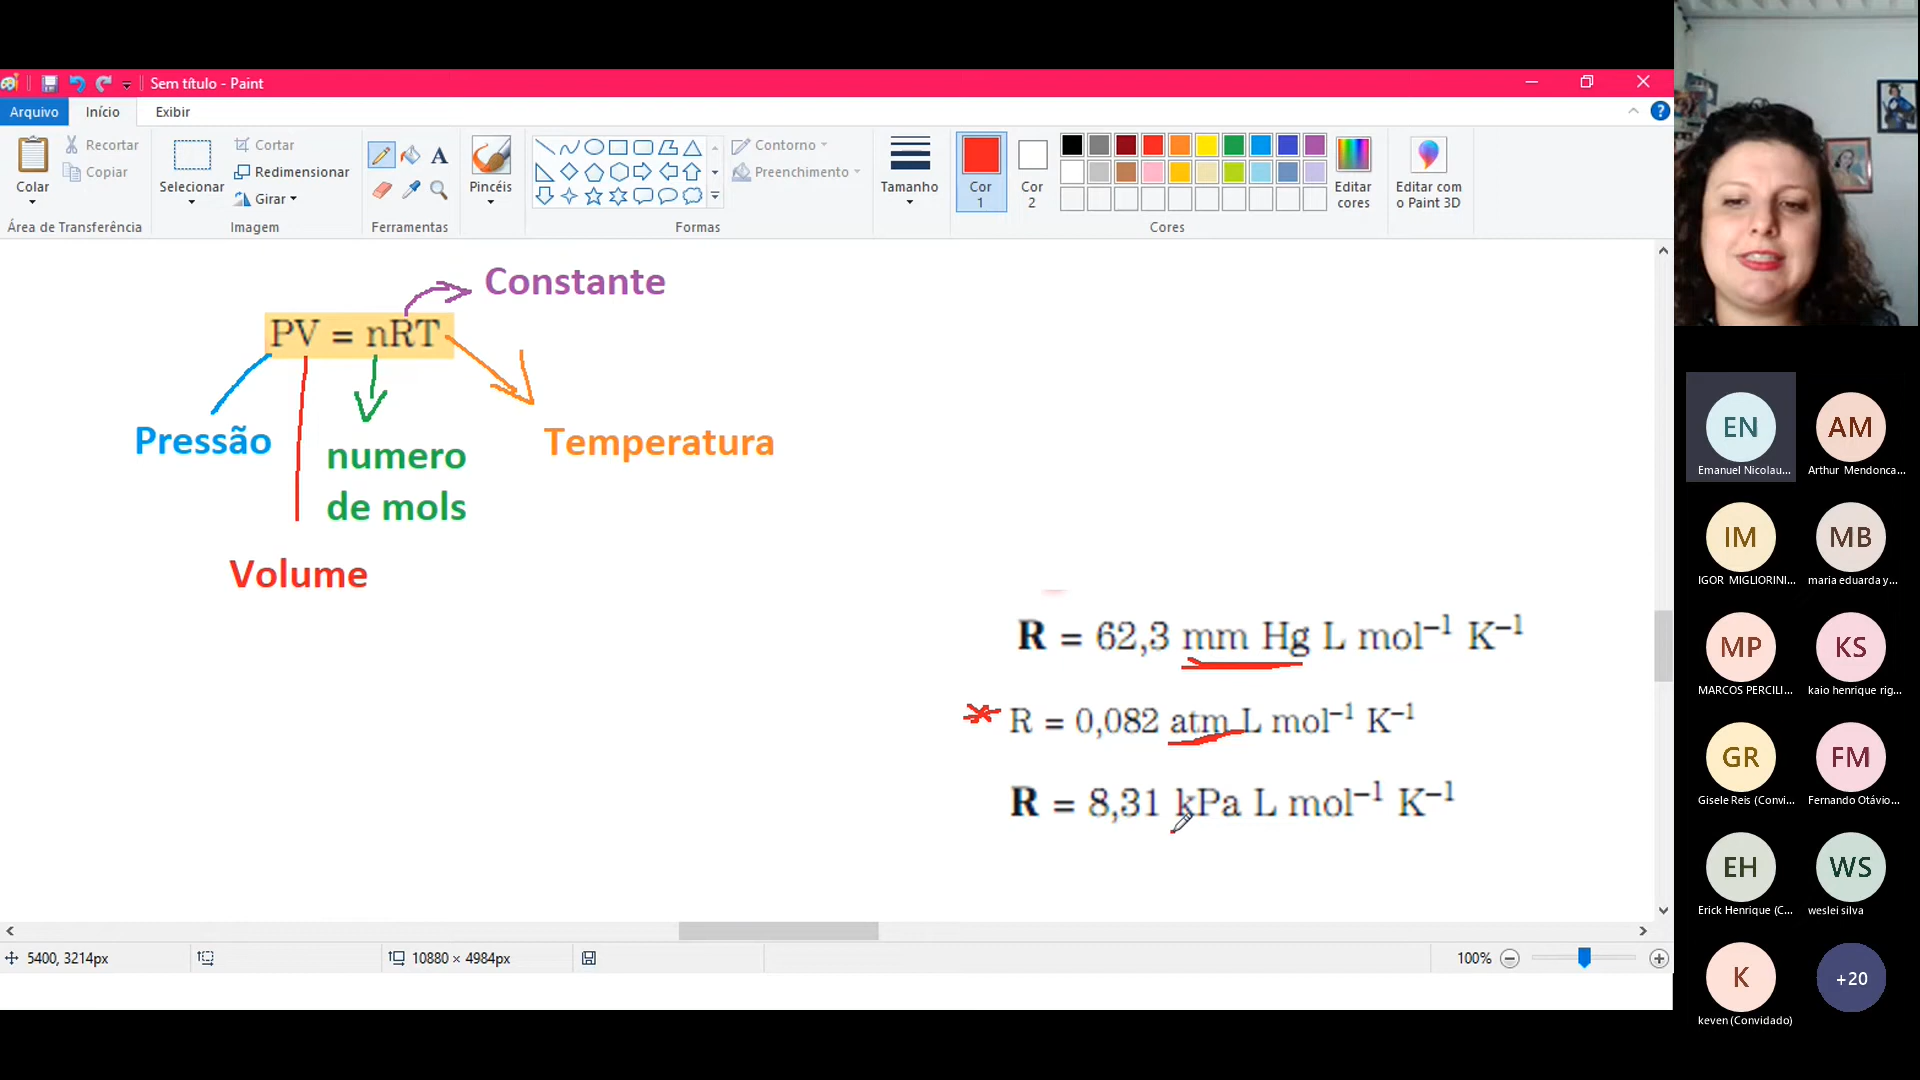 Sem título - Paint
Arquivo Início Exibir
Colar
Recortar
Copiar
Área de Transferência
Selecionar
Cortar
Redimensionar
Girar
Imagem
A
Ferramentas
Pincéis
Contorno
Preenchimento
Formas
Tamanho
Cor
1
Cor
2
Editar
cores
Editar com
o Paint 3D
Cores
?
Constante
PV = nRT
Pressão
numero
de mols
Temperatura
Volume
R = 62,3 mm Hg L mol⁻¹ K⁻¹
* R = 0,082 atm L mol⁻¹ K⁻¹
R = 8,31 kPa L mol⁻¹ K⁻¹
5400, 3214px
10880 × 4984px
100%
EN
Emanuel Nicolau...
AM
Arthur Mendonca...
IM
IGOR MIGLIORINI...
MB
maria eduarda y...
MP
MARCOS PERCILI...
KS
kaio henrique rig...
GR
Gisele Reis (Convi...
FM
Fernando Otávio...
EH
Erick Henrique (C...
WS
weslei silva
K
keven (Convidado)
+20